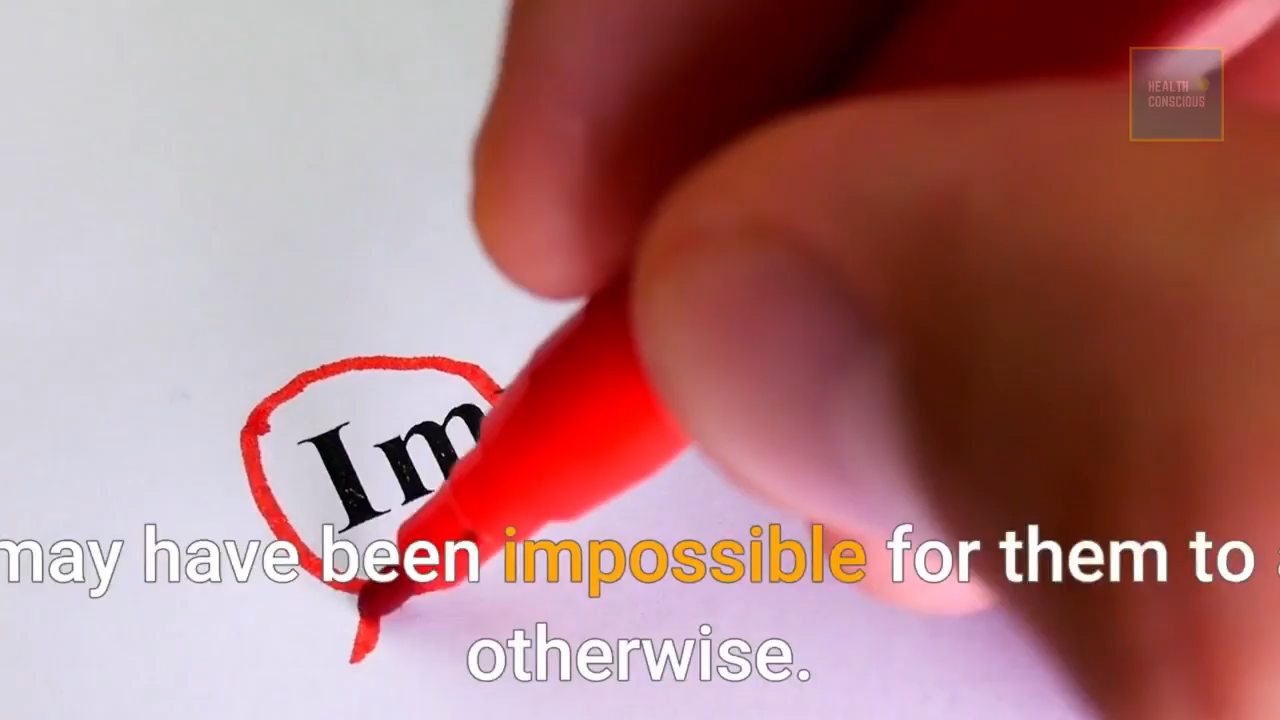 HEALTH
CONSCIOUS
Im
may have been impossible for them to
otherwise.